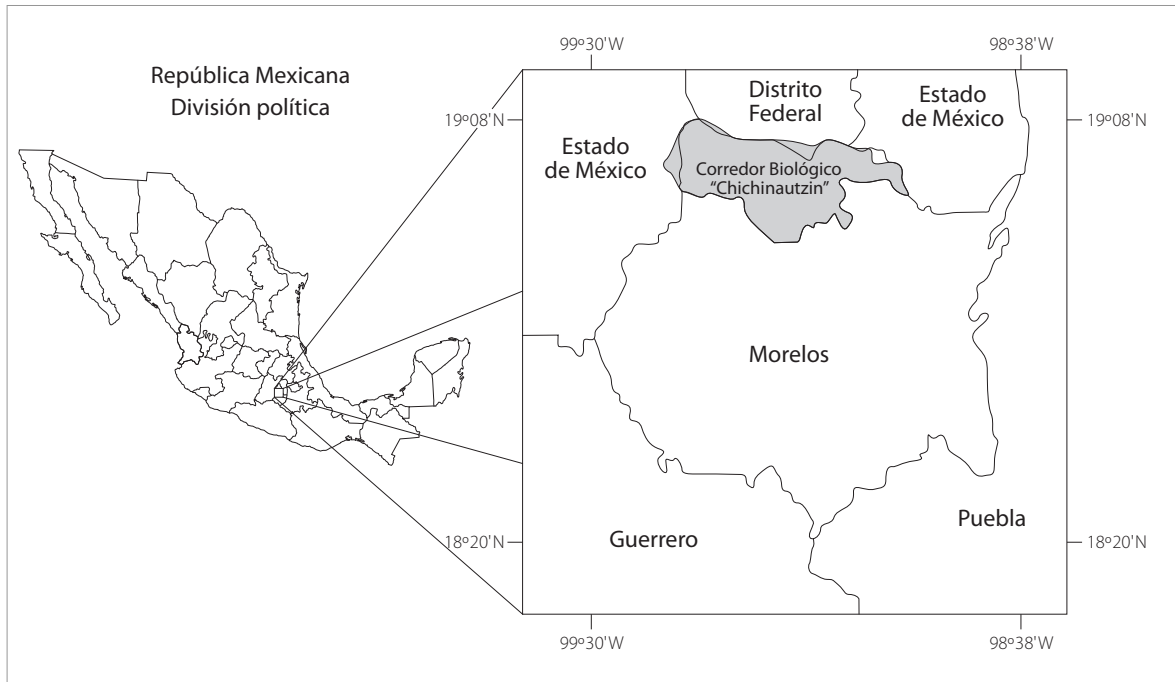 República Mexicana
División política
99º30'W
98º38'W
19º08'N
19º08'N
Distrito
Federal
Estado
de México
Estado
de México
Corredor Biológico
“Chichinautzin”
Morelos
Guerrero
Puebla
18º20'N
18º20'N
99º30'W
98º38'W